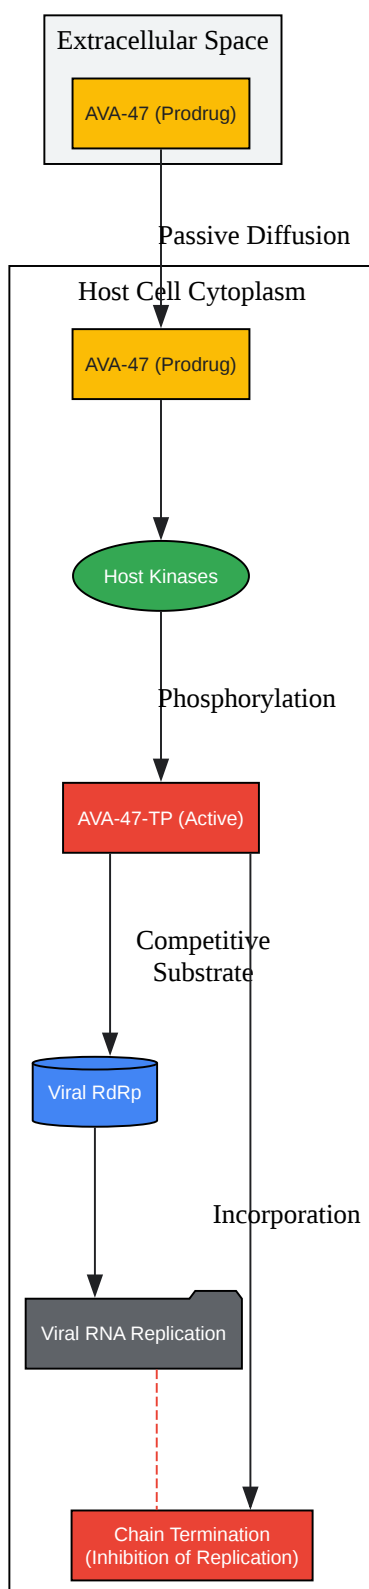 Extracellular Space
AVA-47 (Prodrug)
Passive Diffusion
Host Cell Cytoplasm
AVA-47 (Prodrug)
Host Kinases
Phosphorylation
AVA-47-TP (Active)
Competitive
Substrate
Viral RdRp
Incorporation
Viral RNA Replication
Chain Termination
(Inhibition of Replication)